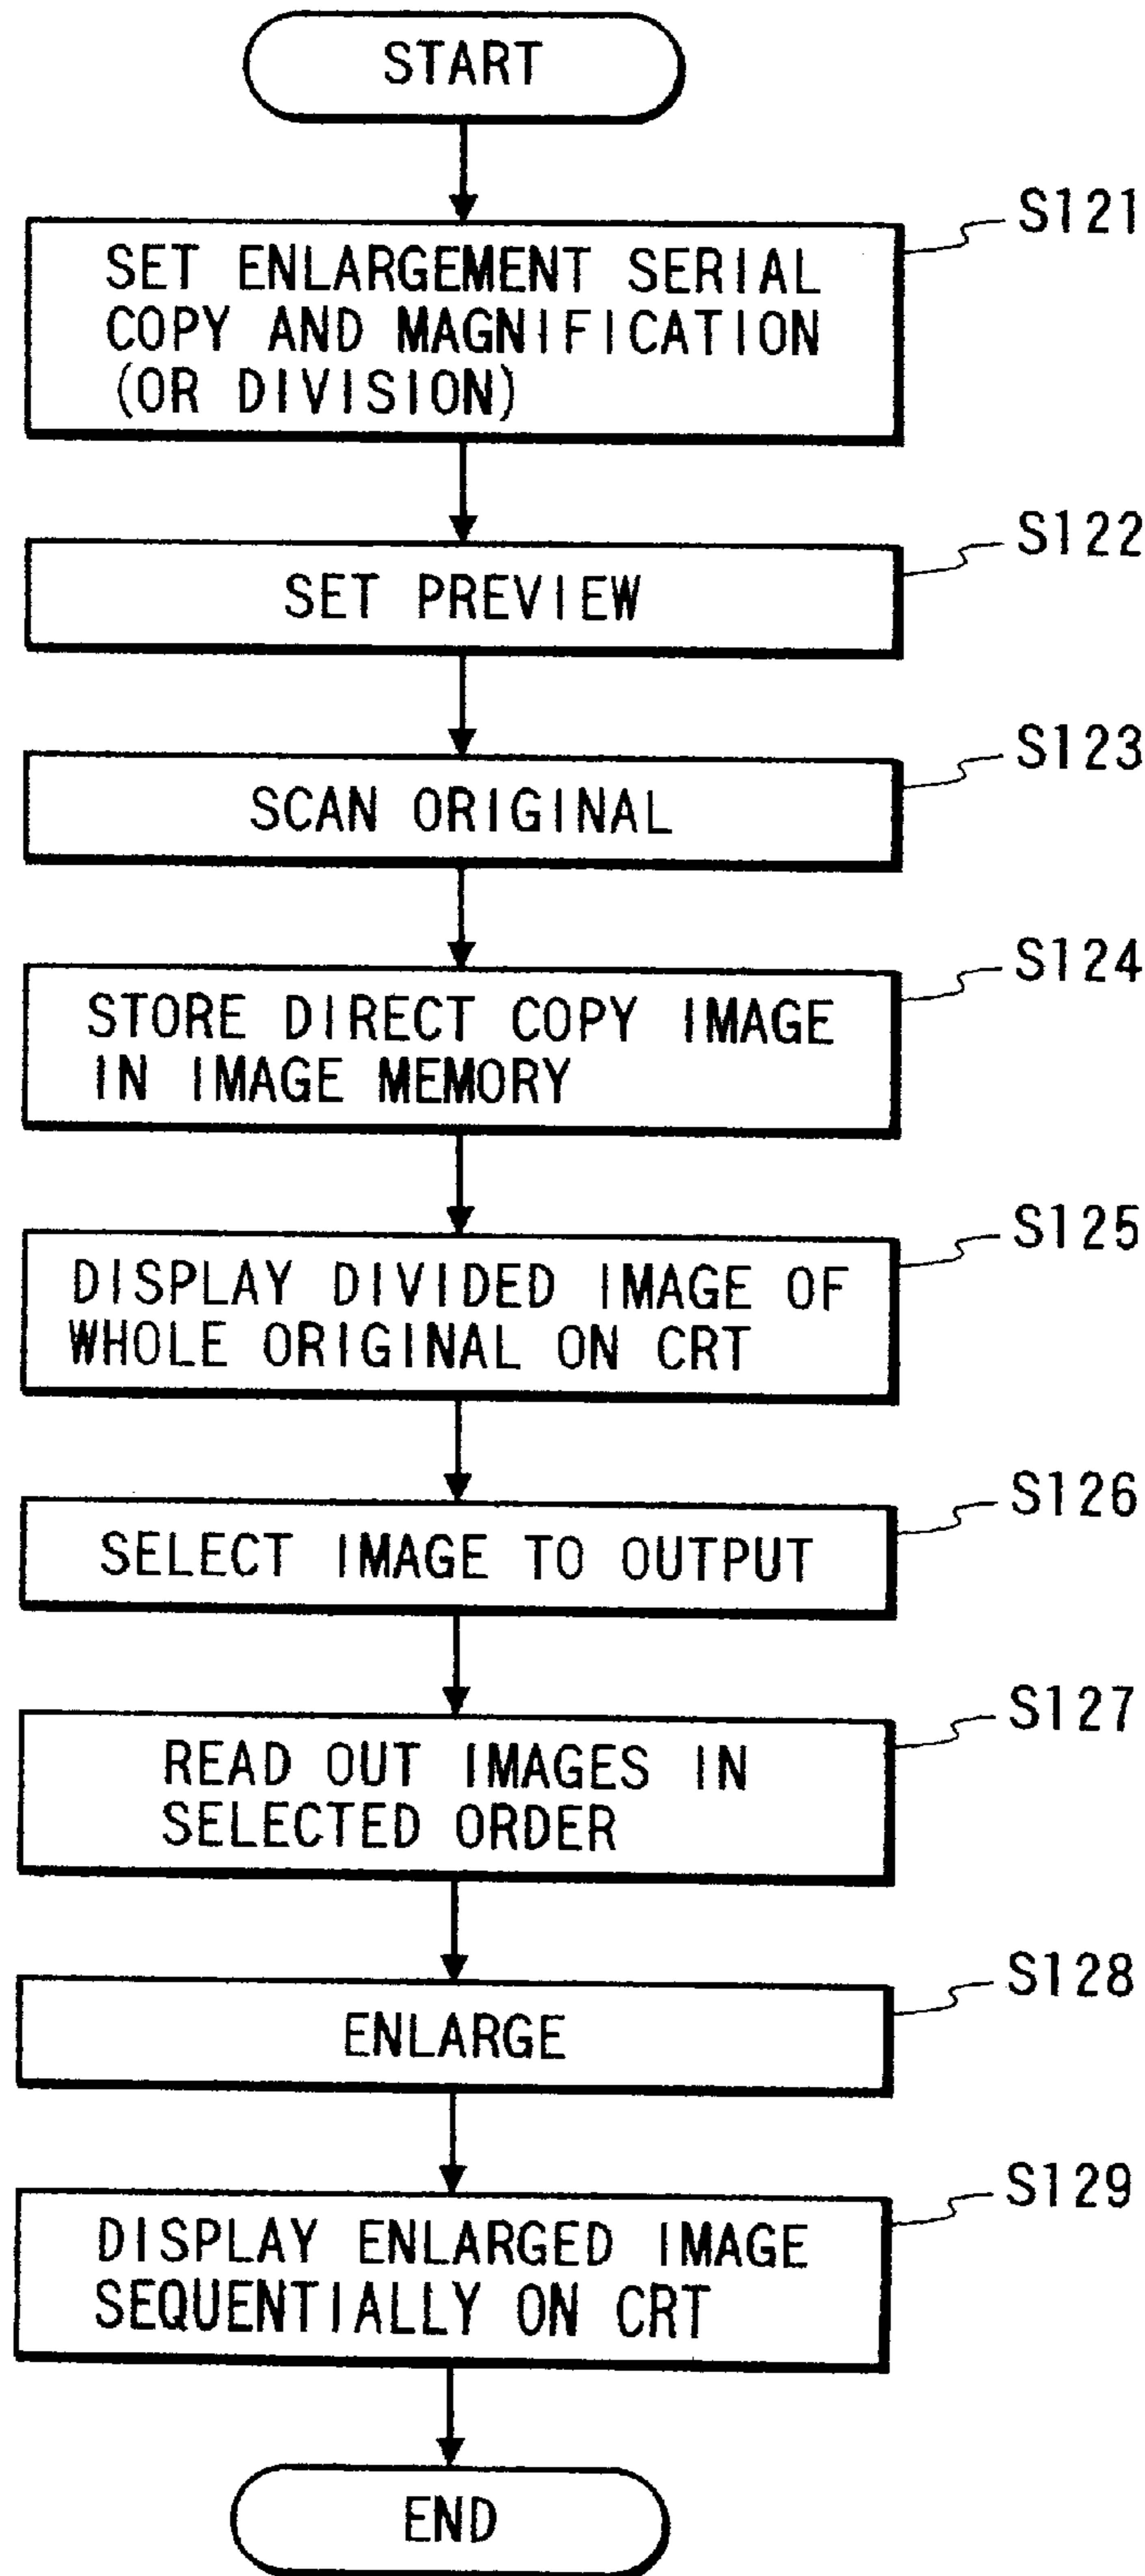 START
S121
SET ENLARGEMENT SERIAL
COPY AND MAGNIFICATION
(OR DIVISION)
S122
SET PREVIEW
S123
SCAN ORIGINAL
S124
STORE DIRECT COPY IMAGE
IN IMAGE MEMORY
S125
DISPLAY DIVIDED IMAGE OF
WHOLE ORIGINAL ON CRT
S126
SELECT IMAGE TO OUTPUT
S127
READ OUT IMAGES IN
SELECTED ORDER
S128
ENLARGE
S129
DISPLAY ENLARGED IMAGE
SEQUENTIALLY ON CRT
END